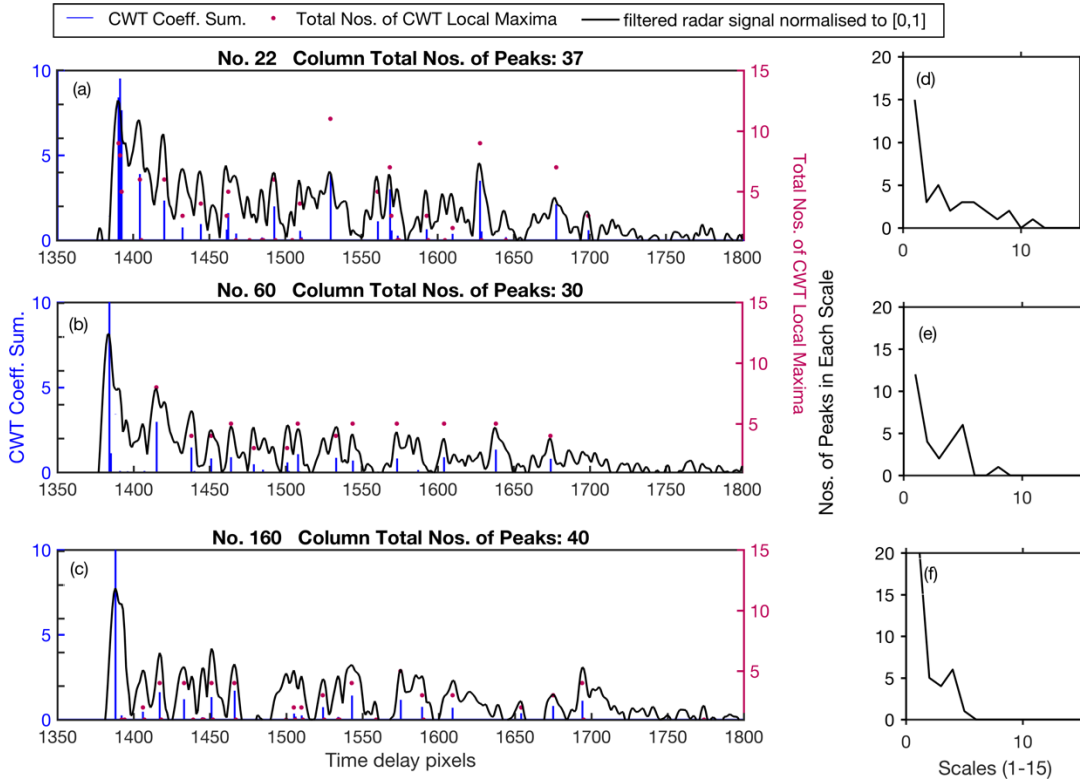 CWT Coeff. Sum. Total Nos. of CWT Local Maxima filtered radar signal normalised to [0,1]
No. 22 Column Total Nos. of Peaks: 37
(a)
10
5
0
15
10
5
1350 1400 1450 1500 1550 1600 1650 1700 1750 1800
(d)
20
15
10
5
0
0 10
No. 60 Column Total Nos. of Peaks: 30
(b)
10
5
0
15
10
5
1350 1400 1450 1500 1550 1600 1650 1700 1750 1800
(e)
20
10
0
0 10
No. 160 Column Total Nos. of Peaks: 40
(c)
10
5
0
15
10
5
1350 1400 1450 1500 1550 1600 1650 1700 1750 1800
(f)
20
15
10
5
0
0 10
CWT Coeff. Sum.
Total Nos. of CWT Local Maxima
Nos. of Peaks in Each Scale
Time delay pixels
Scales (1-15)